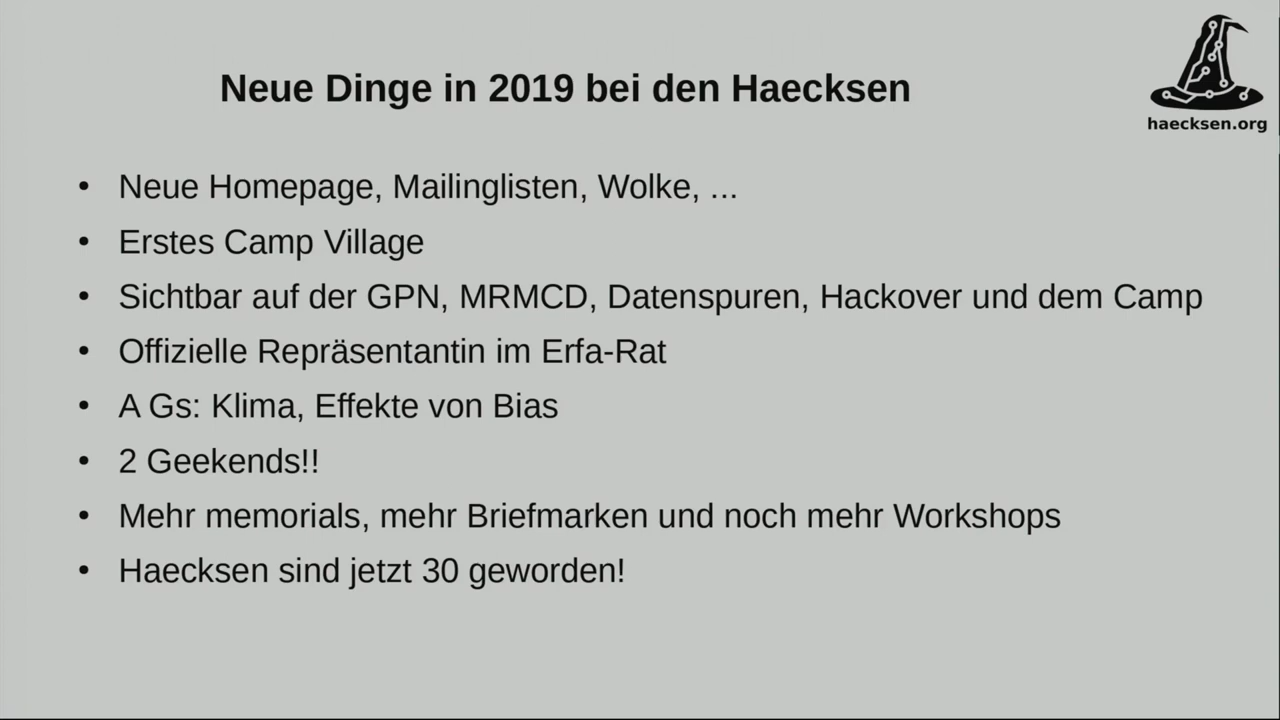 Neue Dinge in 2019 bei den Haecksen
haecksen.org
• Neue Homepage, Mailinglisten, Wolke, ...
• Erstes Camp Village
• Sichtbar auf der GPN, MRMCD, Datenspuren, Hackover und dem Camp
• Offizielle Repräsentantin im Erfa-Rat
• A Gs: Klima, Effekte von Bias
• 2 Geekends!!
• Mehr memorials, mehr Briefmarken und noch mehr Workshops
• Haecksen sind jetzt 30 geworden!